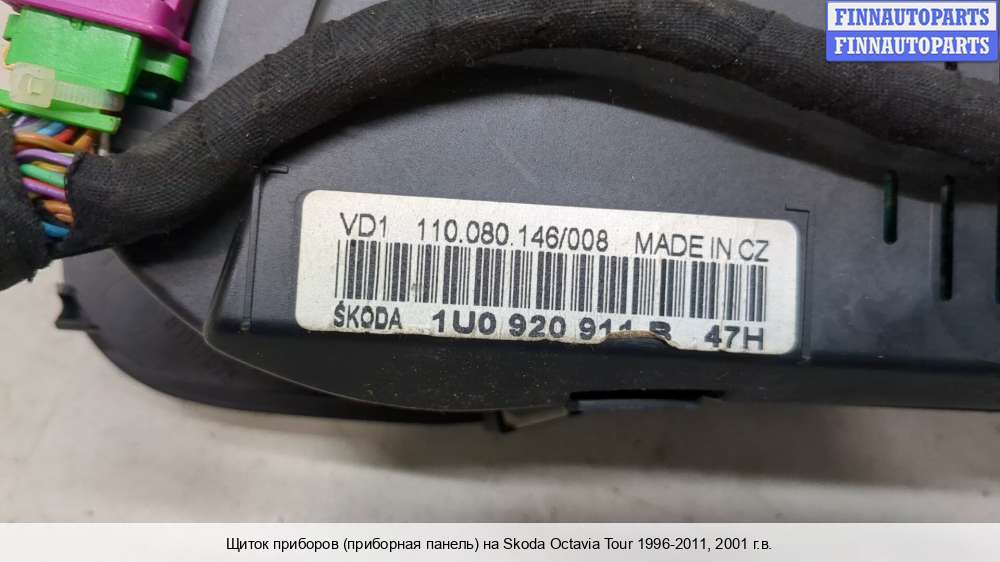 FINNAUTOPARTS
FINNAUTOPARTS
VD1 110.080.146/008 MADE IN CZ
ŠKODA 1U0 920 911 B 47H
Щиток приборов (приборная панель) на Skoda Octavia Tour 1996-2011, 2001 г.в.